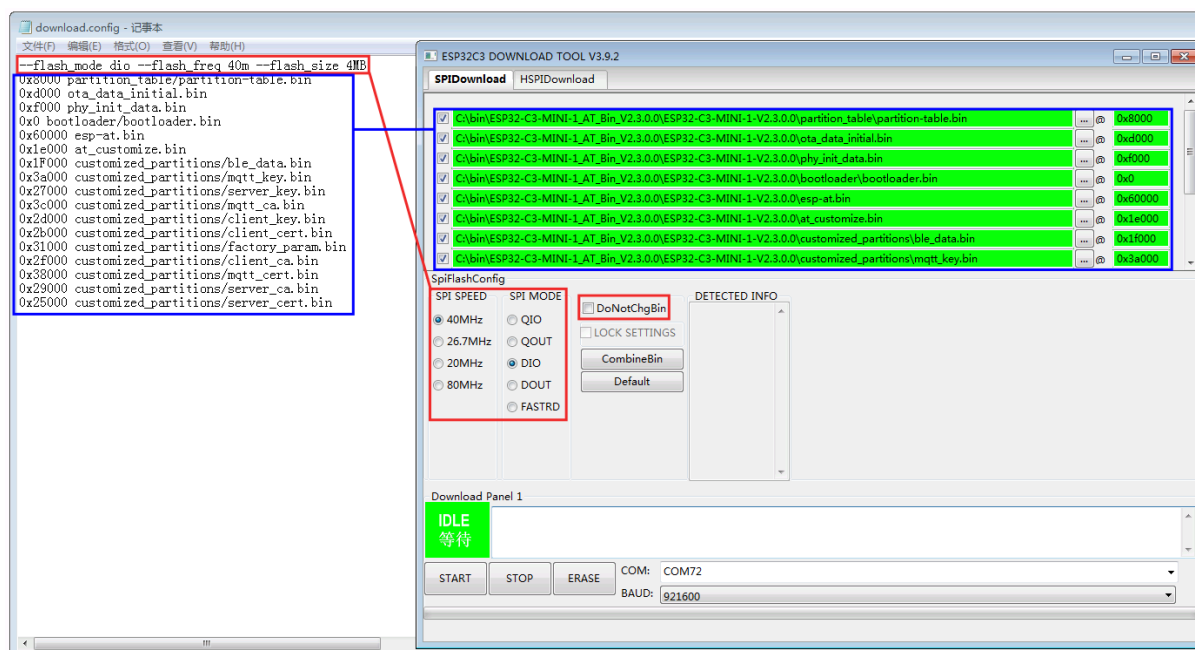 download.config - 记事本
文件(F) 编辑(E) 格式(O) 查看(V) 帮助(H)
--flash_mode dio --flash_freq 40m --flash_size 4MB
0x8000 partition_table/partition-table.bin
0xd000 ota_data_initial.bin
0xf000 phy_init_data.bin
0x0 bootloader/bootloader.bin
0x60000 esp-at.bin
0x1e000 at_customize.bin
0x1F000 customized_partitions/ble_data.bin
0x3a000 customized_partitions/mqtt_key.bin
0x27000 customized_partitions/server_key.bin
0x3c000 customized_partitions/mqtt_ca.bin
0x2d000 customized_partitions/client_key.bin
0x2b000 customized_partitions/client_cert.bin
0x31000 customized_partitions/factory_param.bin
0x2f000 customized_partitions/client_ca.bin
0x38000 customized_partitions/mqtt_cert.bin
0x29000 customized_partitions/server_ca.bin
0x25000 customized_partitions/server_cert.bin
ESP32C3 DOWNLOAD TOOL V3.9.2
SPIDownload HSPIDownload
C:\bin\ESP32-C3-MINI-1_AT_Bin_V2.3.0.0\ESP32-C3-MINI-1-V2.3.0.0\partition_table\partition-table.bin ... @ 0x8000
C:\bin\ESP32-C3-MINI-1_AT_Bin_V2.3.0.0\ESP32-C3-MINI-1-V2.3.0.0\ota_data_initial.bin ... @ 0xd000
C:\bin\ESP32-C3-MINI-1_AT_Bin_V2.3.0.0\ESP32-C3-MINI-1-V2.3.0.0\phy_init_data.bin ... @ 0xf000
C:\bin\ESP32-C3-MINI-1_AT_Bin_V2.3.0.0\ESP32-C3-MINI-1-V2.3.0.0\bootloader\bootloader.bin ... @ 0x0
C:\bin\ESP32-C3-MINI-1_AT_Bin_V2.3.0.0\ESP32-C3-MINI-1-V2.3.0.0\esp-at.bin ... @ 0x60000
C:\bin\ESP32-C3-MINI-1_AT_Bin_V2.3.0.0\ESP32-C3-MINI-1-V2.3.0.0\at_customize.bin ... @ 0x1e000
C:\bin\ESP32-C3-MINI-1_AT_Bin_V2.3.0.0\ESP32-C3-MINI-1-V2.3.0.0\customized_partitions\ble_data.bin ... @ 0x1f000
C:\bin\ESP32-C3-MINI-1_AT_Bin_V2.3.0.0\ESP32-C3-MINI-1-V2.3.0.0\customized_partitions\mqtt_key.bin ... @ 0x3a000
SpiFlashConfig
SPI SPEED SPI MODE DETECTED INFO
DoNotChgBin
40MHz QIO
LOCK SETTINGS
26.7MHz QOUT
CombineBin
20MHz DIO
Default
80MHz DOUT
FASTRD
Download Panel 1
IDLE
等待
START STOP ERASE
COM: COM72
BAUD: 921600